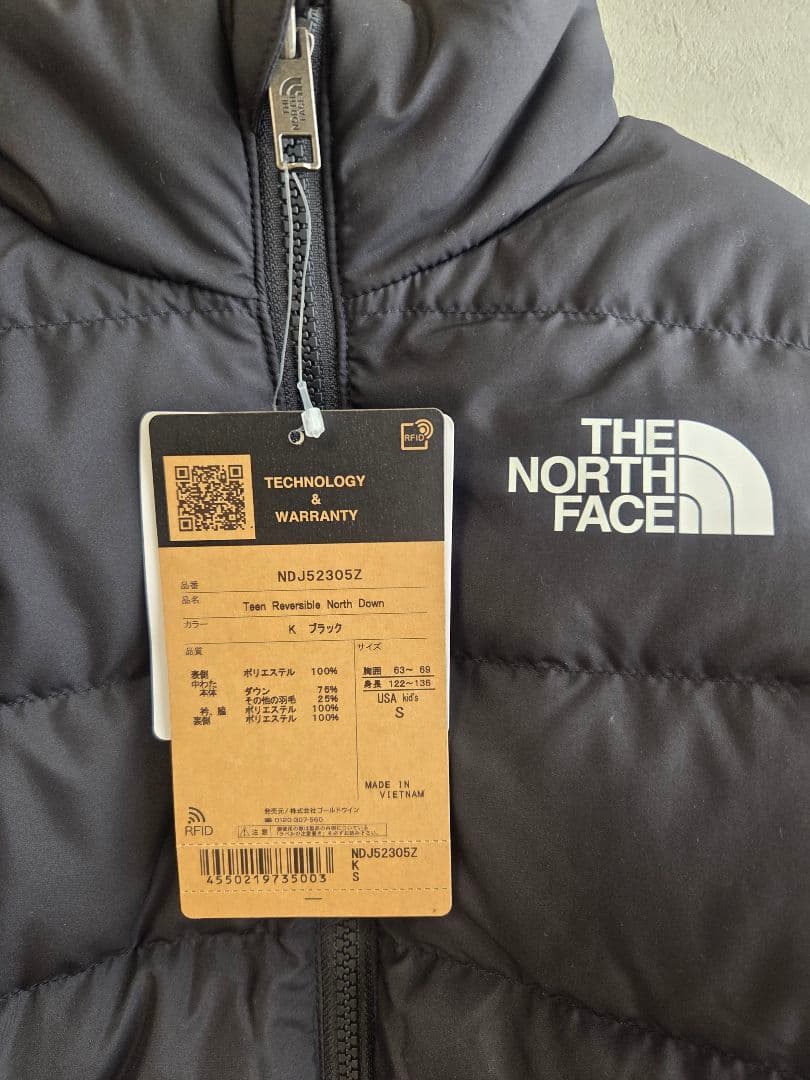 THE
NORTH
FACE
THE
NORTH
FACE
RFID
TECHNOLOGY
&
WARRANTY
品番 NDJ52305Z
品名 Teen Reversible North Down
カラー K ブラック
品質
表側 ポリエステル 100%
中わた
本体 ダウン 75%
その他の羽毛 25%
衿、脇 ポリエステル 100%
裏側 ポリエステル 100%
サイズ
胸囲 63~ 69
身長 122~136
USA kid's
S
MADE IN
VIETNAM
発売元/株式会社ゴールドウイン
☎0120-307-560
RFID
注意
4550219735003
NDJ52305Z
K
S